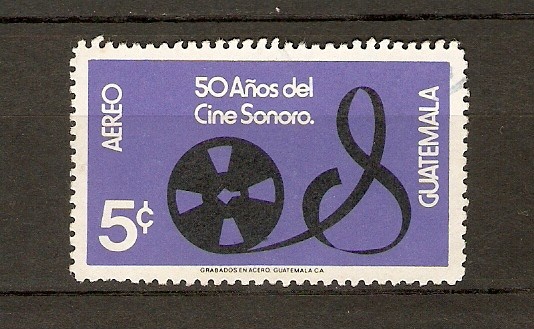 50 Años del
Cine Sonoro.
AEREO
GUATEMALA
5¢
GRABADOS EN ACERO, GUATEMALA C.A.